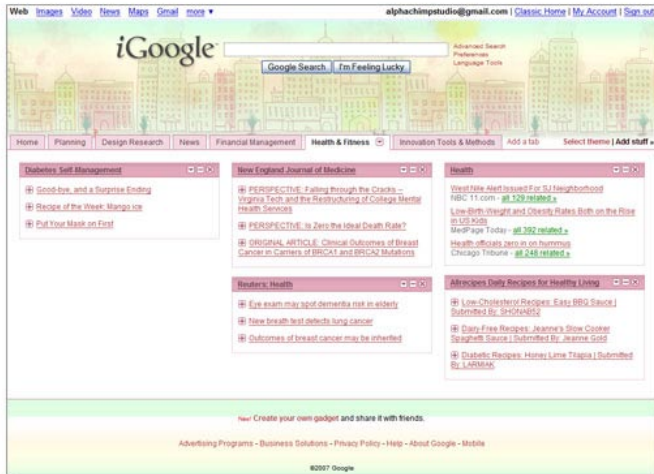 Web Images Video News Maps Gmail more ▼
alphachimpstudio@gmail.com | Classic Home | My Account | Sign out
iGoogle
Advanced Search
Preferences
Language Tools
Google Search I'm Feeling Lucky
Home Planning Design Research News Financial Management Health & Fitness Innovation Tools & Methods Add a tab Select theme | Add stuff »
Diabetes Self-Management
Good-bye, and a Surprise Ending
Recipe of the Week: Mango ice
Put Your Mask on First
New England Journal of Medicine
PERSPECTIVE: Falling through the Cracks --
Virginia Tech and the Restructuring of College Mental
Health Services
PERSPECTIVE: Is Zero the Ideal Death Rate?
ORIGINAL ARTICLE: Clinical Outcomes of Breast
Cancer in Carriers of BRCA1 and BRCA2 Mutations
Reuters: Health
Eye exam may spot dementia risk in elderly
New breath test detects lung cancer
Outcomes of breast cancer may be inherited
Health
West Nile Alert Issued For SJ Neighborhood
NBC 11.com - all 129 related »
Low-Birth-Weight and Obesity Rates Both on the Rise
in US Kids
MedPage Today - all 392 related »
Health officials zero in on hummus
Chicago Tribune - all 248 related »
Allrecipes Daily Recipes for Healthy Living
Low-Cholesterol Recipes: Easy BBQ Sauce |
Submitted By: SHONAB52
Dairy-Free Recipes: Jeanne's Slow Cooker
Spaghetti Sauce | Submitted By: Jeanne Gold
Diabetic Recipes: Honey Lime Tilapia | Submitted
By: LARMIAK
New! Create your own gadget and share it with friends.
Advertising Programs - Business Solutions - Privacy Policy - Help - About Google - Mobile
©2007 Google